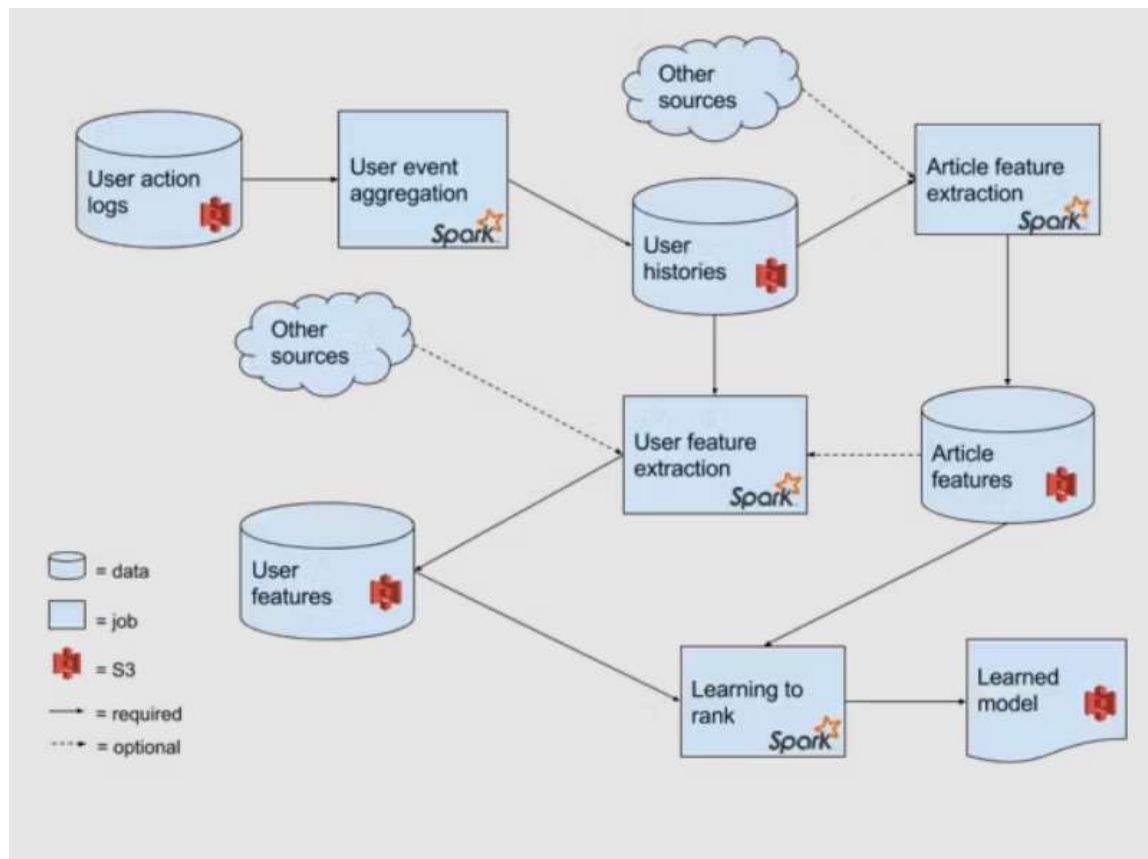 Other
sources
User action
logs
User event
aggregation
Spark
Article feature
extraction
Spark
User
histories
Other
sources
User feature
extraction
Spark
Article
features
User
features
= data
= job
= S3
= required
= optional
Learning to
rank
Spark
Learned
model